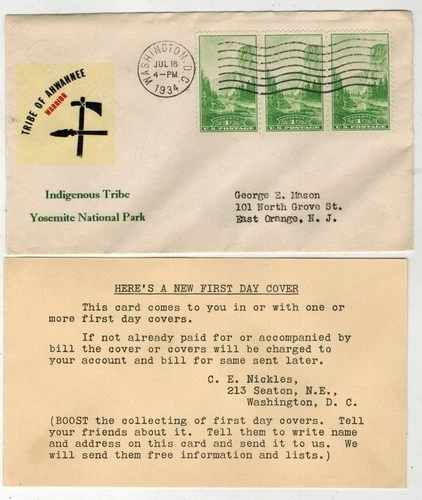 TRIBE OF AHWAHNEE
WARRIOR
WASHINGTON, D.C.
JUL 16
4-PM
1934
U.S. POSTAGE
U.S. POSTAGE
U.S. POSTAGE
Indigenous Tribe
Yosemite National Park
George E. Mason
101 North Grove St.
East Orange, N. J.
HERE'S A NEW FIRST DAY COVER
This card comes to you in or with one or
more first day covers.
If not already paid for or accompanied by
bill the cover or covers will be charged to
your account and bill for same sent later.
C. E. Nickles,
213 Seaton, N.E.,
Washington, D. C.
(BOOST the collecting of first day covers. Tell
your friends about it. Tell them to write name
and address on this card and send it to us. We
will send them free information and lists.)